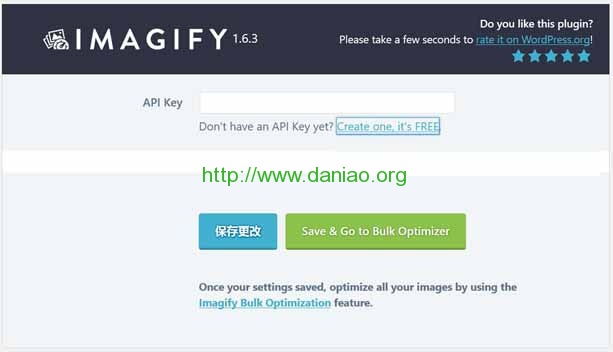 IMAGIFY 1.6.3
Do you like this plugin?
Please take a few seconds to rate it on WordPress.org!
API Key
Don't have an API Key yet? Create one, it's FREE.
http://www.daniao.org
保存更改
Save & Go to Bulk Optimizer
Once your settings saved, optimize all your images by using the
Imagify Bulk Optimization feature.